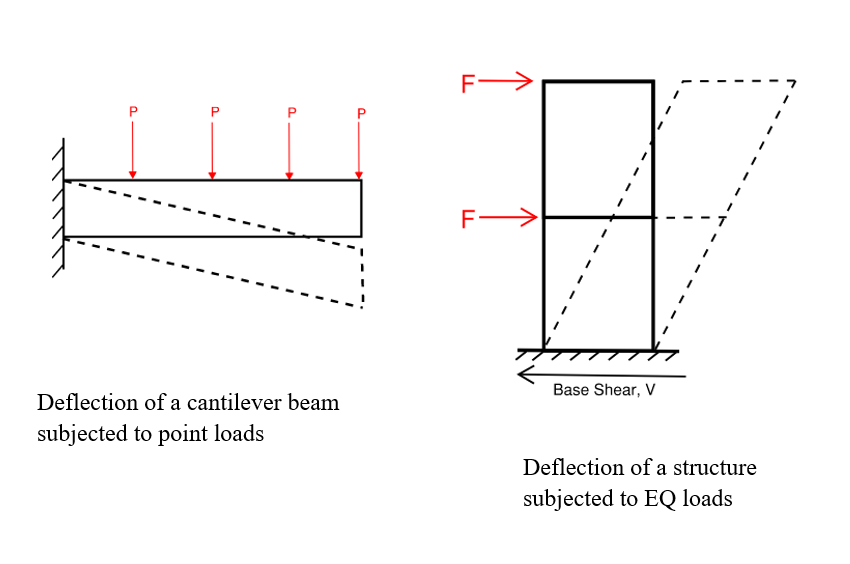 P P P P
F
F
Base Shear, V
Deflection of a cantilever beam
subjected to point loads
Deflection of a structure
subjected to EQ loads